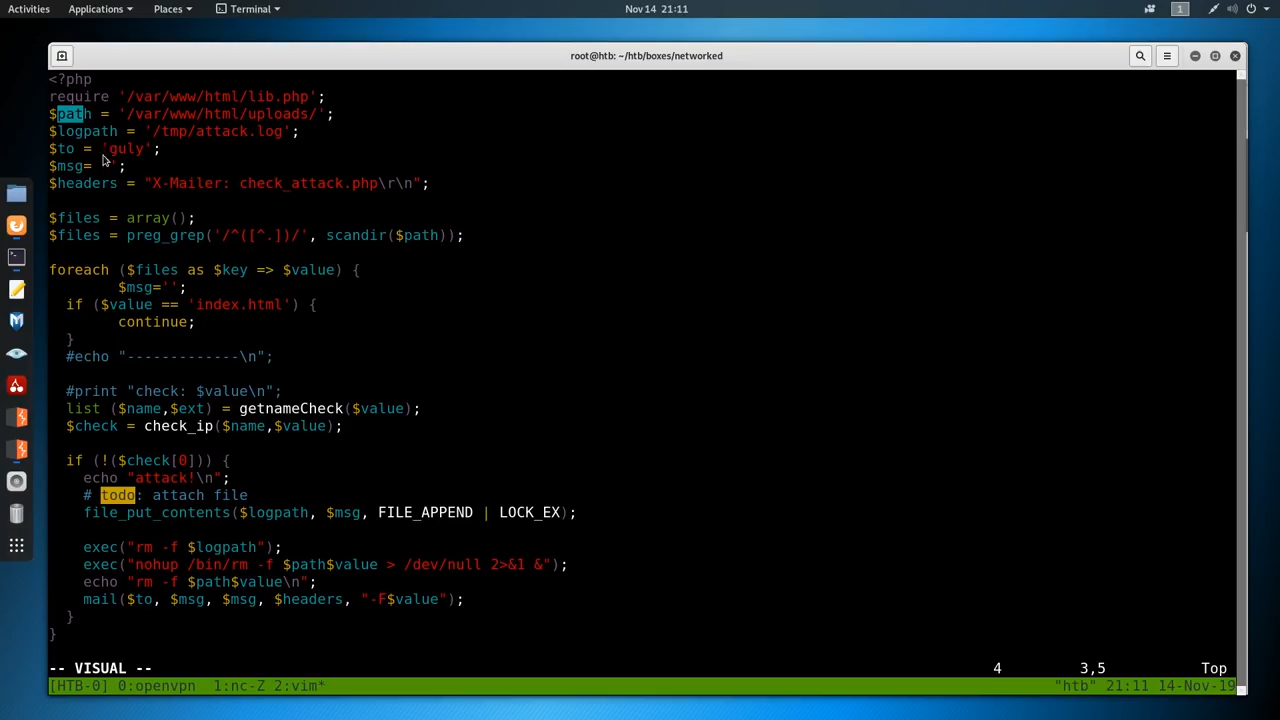 Activities Applications Places Terminal Nov 14 21:11 1
root@htb: ~/htb/boxes/networked
<?php
require '/var/www/html/lib.php';
$path = '/var/www/html/uploads/';
$logpath = '/tmp/attack.log';
$to = 'guly';
$msg= '';
$headers = "X-Mailer: check_attack.php\r\n";
$files = array();
$files = preg_grep('/^([^.])/', scandir($path));
foreach ($files as $key => $value) {
$msg='';
if ($value == 'index.html') {
continue;
}
#echo "-------------\n";
#print "check: $value\n";
list ($name,$ext) = getnameCheck($value);
$check = check_ip($name,$value);
if (!($check[0])) {
echo "attack!\n";
# todo: attach file
file_put_contents($logpath, $msg, FILE_APPEND | LOCK_EX);
exec("rm -f $logpath");
exec("nohup /bin/rm -f $path$value > /dev/null 2>&1 &");
echo "rm -f $path$value\n";
mail($to, $msg, $msg, $headers, "-F$value");
}
}
-- VISUAL -- 4 3,5 Top
[HTB-0] 0:openvpn 1:nc-Z 2:vim* "htb" 21:11 14-Nov-19